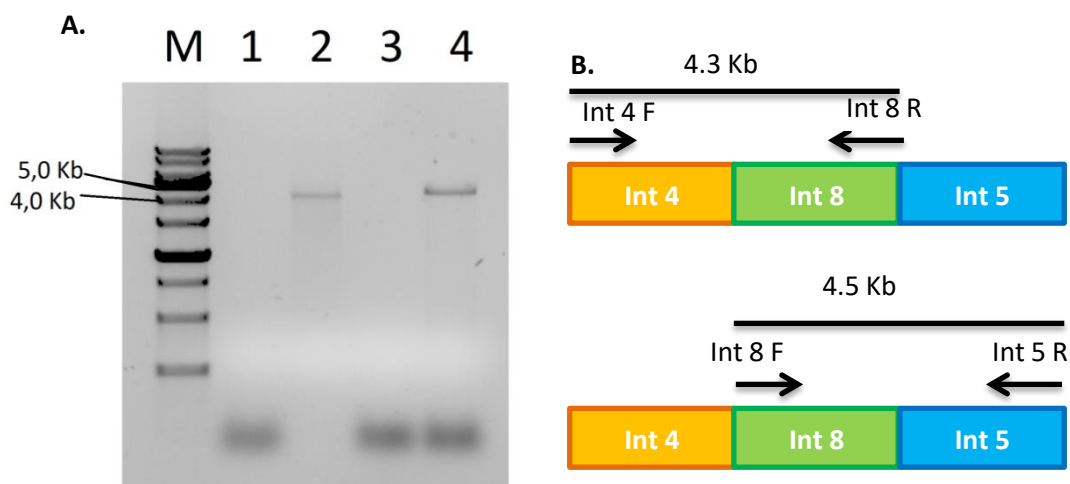 A.
M 1 2 3 4
5,0 Kb
4,0 Kb
B.
4.3 Kb
Int 4 F
Int 8 R
Int 4 Int 8 Int 5
4.5 Kb
Int 8 F
Int 5 R
Int 4 Int 8 Int 5